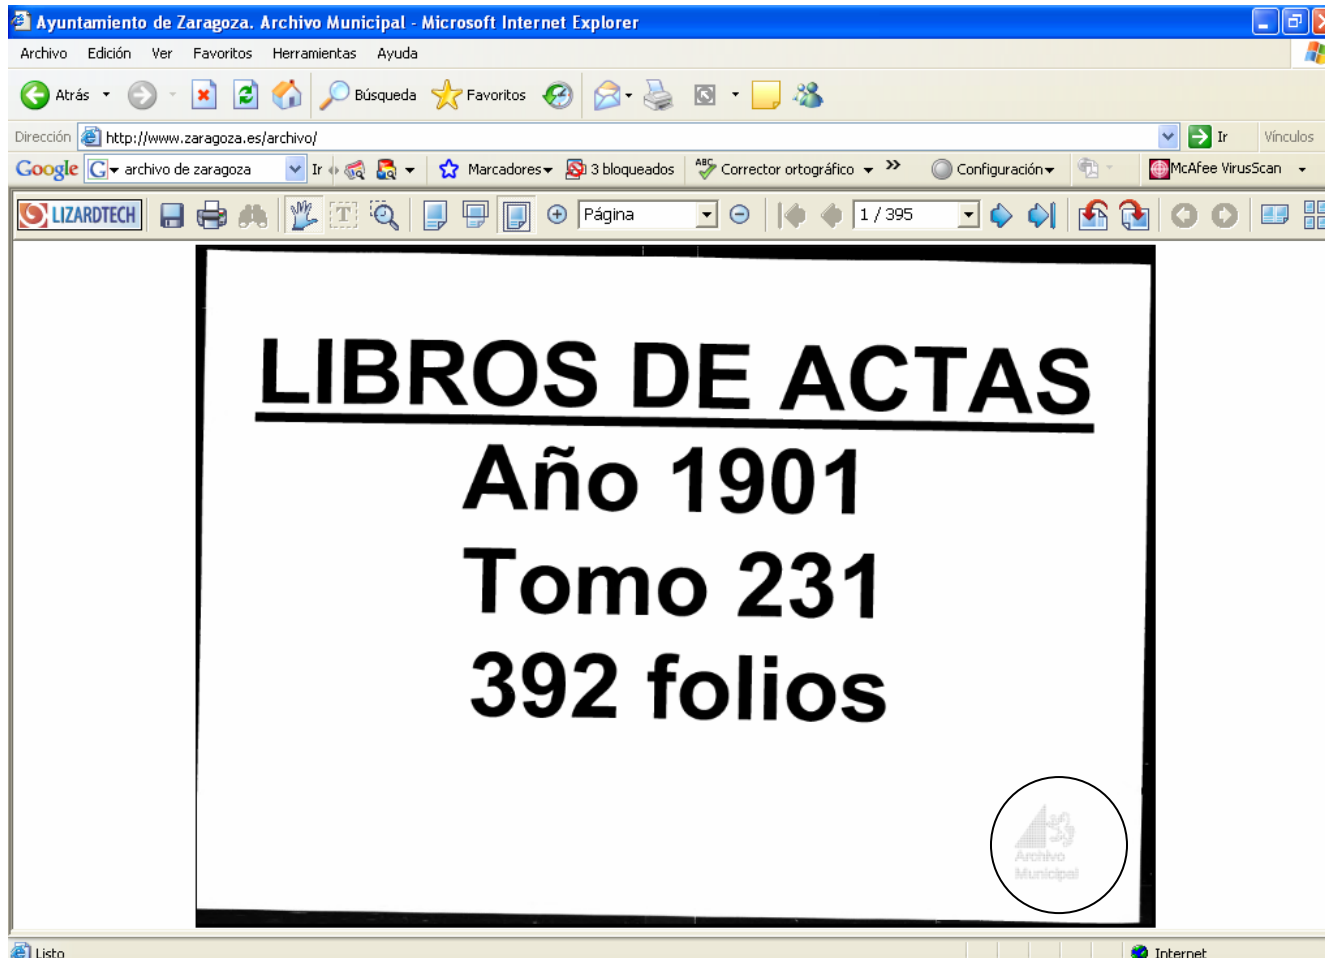 Ayuntamiento de Zaragoza. Archivo Municipal - Microsoft Internet Explorer
Archivo Edición Ver Favoritos Herramientas Ayuda
Atrás Búsqueda Favoritos
Dirección http://www.zaragoza.es/archivo/ Ir Vínculos
Google G archivo de zaragoza Ir Marcadores 3 bloqueados ABC Corrector ortográfico >> Configuración McAfee VirusScan
LIZARDTECH T Página 1 / 395
LIBROS DE ACTAS
Año 1901
Tomo 231
392 folios
Archivo
Municipal
Listo Internet